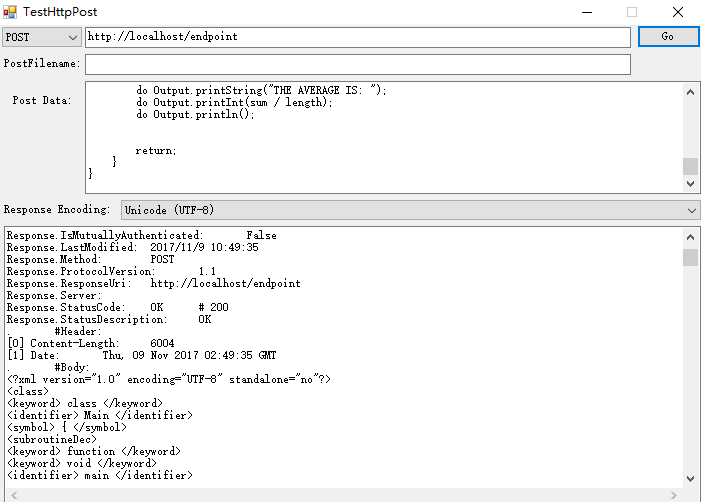 TestHttpPost
POST http://localhost/endpoint Go
PostFilename:
Post Data:
do Output.printString("THE AVERAGE IS: ");
do Output.printInt(sum / length);
do Output.println();
return;
}
}
Response Encoding: Unicode (UTF-8)
Response.IsMutuallyAuthenticated: False
Response.LastModified: 2017/11/9 10:49:35
Response.Method: POST
Response.ProtocolVersion: 1.1
Response.ResponseUri: http://localhost/endpoint
Response.Server:
Response.StatusCode: OK # 200
Response.StatusDescription: OK
. #Header:
[0] Content-Length: 6004
[1] Date: Thu, 09 Nov 2017 02:49:35 GMT
. #Body:
<?xml version="1.0" encoding="UTF-8" standalone="no"?>
<class>
<keyword> class </keyword>
<identifier> Main </identifier>
<symbol> { </symbol>
<subroutineDec>
<keyword> function </keyword>
<keyword> void </keyword>
<identifier> main </identifier>